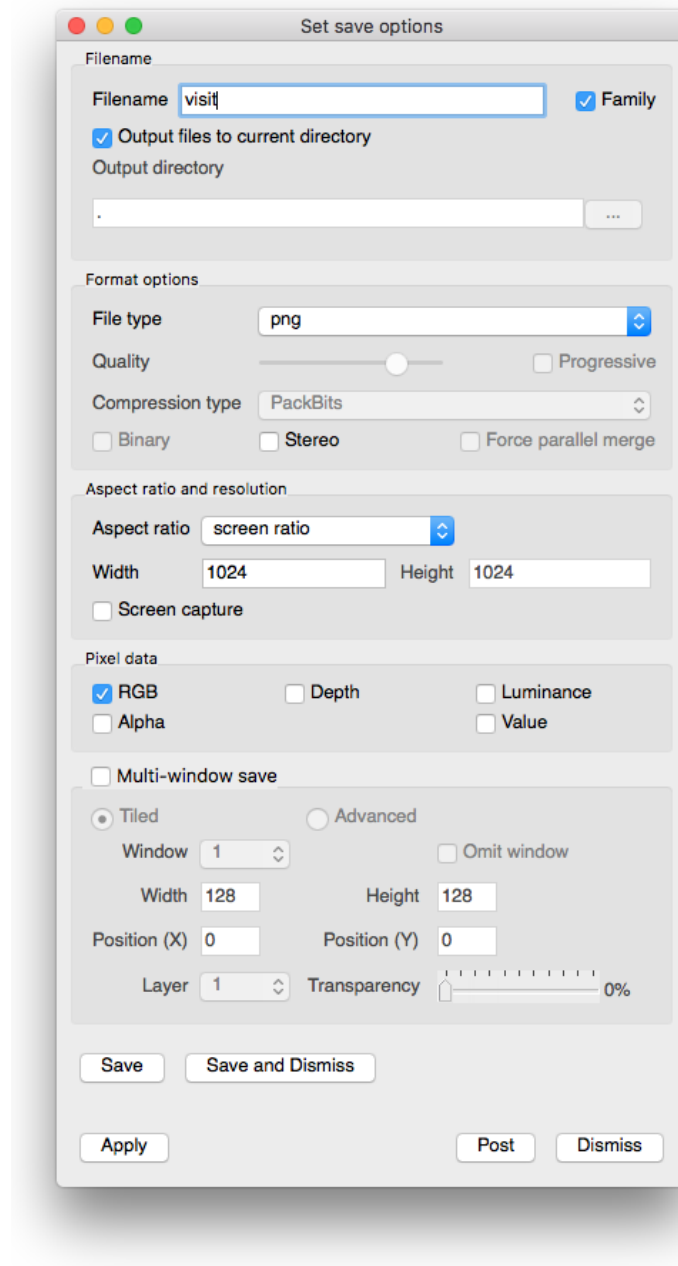 Set save options
Filename
Filename visit Family
Output files to current directory
Output directory
. ...
Format options
File type png
Quality Progressive
Compression type PackBits
Binary Stereo Force parallel merge
Aspect ratio and resolution
Aspect ratio screen ratio
Width 1024 Height 1024
Screen capture
Pixel data
RGB Depth Luminance
Alpha Value
Multi-window save
Tiled Advanced
Window 1 Omit window
Width 128 Height 128
Position (X) 0 Position (Y) 0
Layer 1 Transparency 0%
Save Save and Dismiss
Apply Post Dismiss